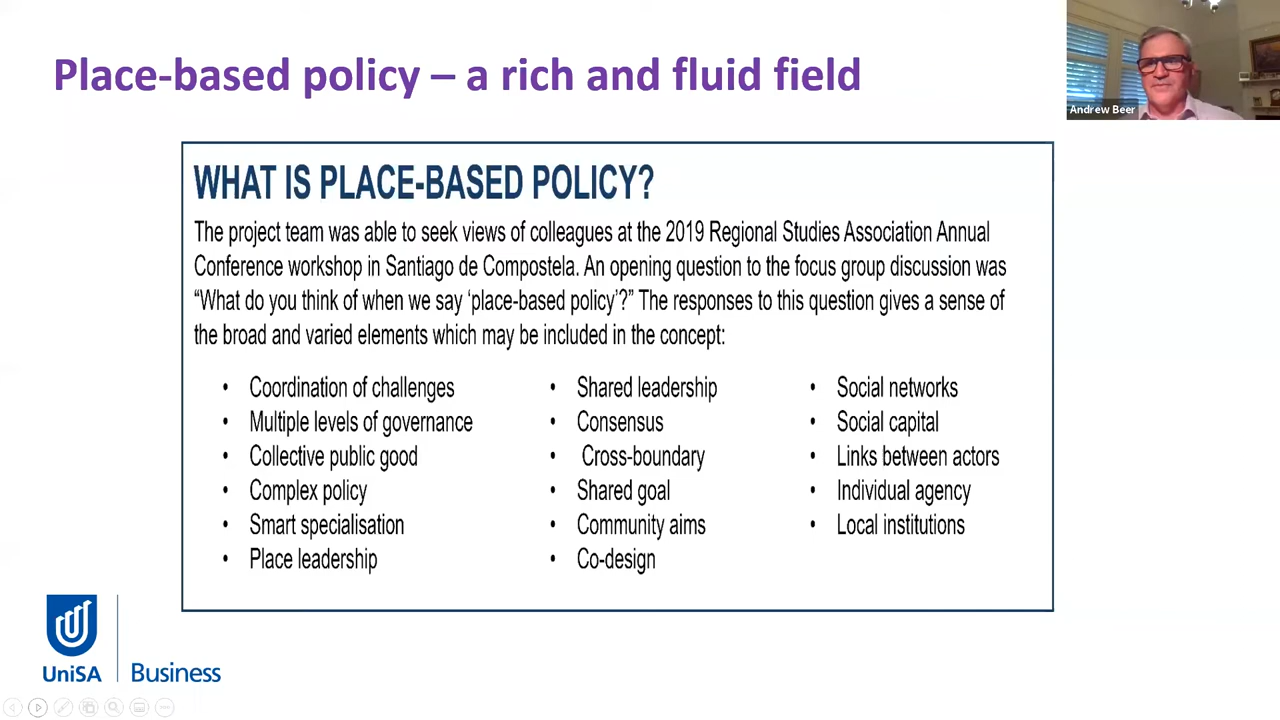 Place-based policy – a rich and fluid field
Andrew Beer
WHAT IS PLACE-BASED POLICY?
The project team was able to seek views of colleagues at the 2019 Regional Studies Association Annual
Conference workshop in Santiago de Compostela. An opening question to the focus group discussion was
“What do you think of when we say ‘place-based policy’?” The responses to this question gives a sense of
the broad and varied elements which may be included in the concept:
• Coordination of challenges
• Multiple levels of governance
• Collective public good
• Complex policy
• Smart specialisation
• Place leadership
• Shared leadership
• Consensus
• Cross-boundary
• Shared goal
• Community aims
• Co-design
• Social networks
• Social capital
• Links between actors
• Individual agency
• Local institutions
UniSA
Business